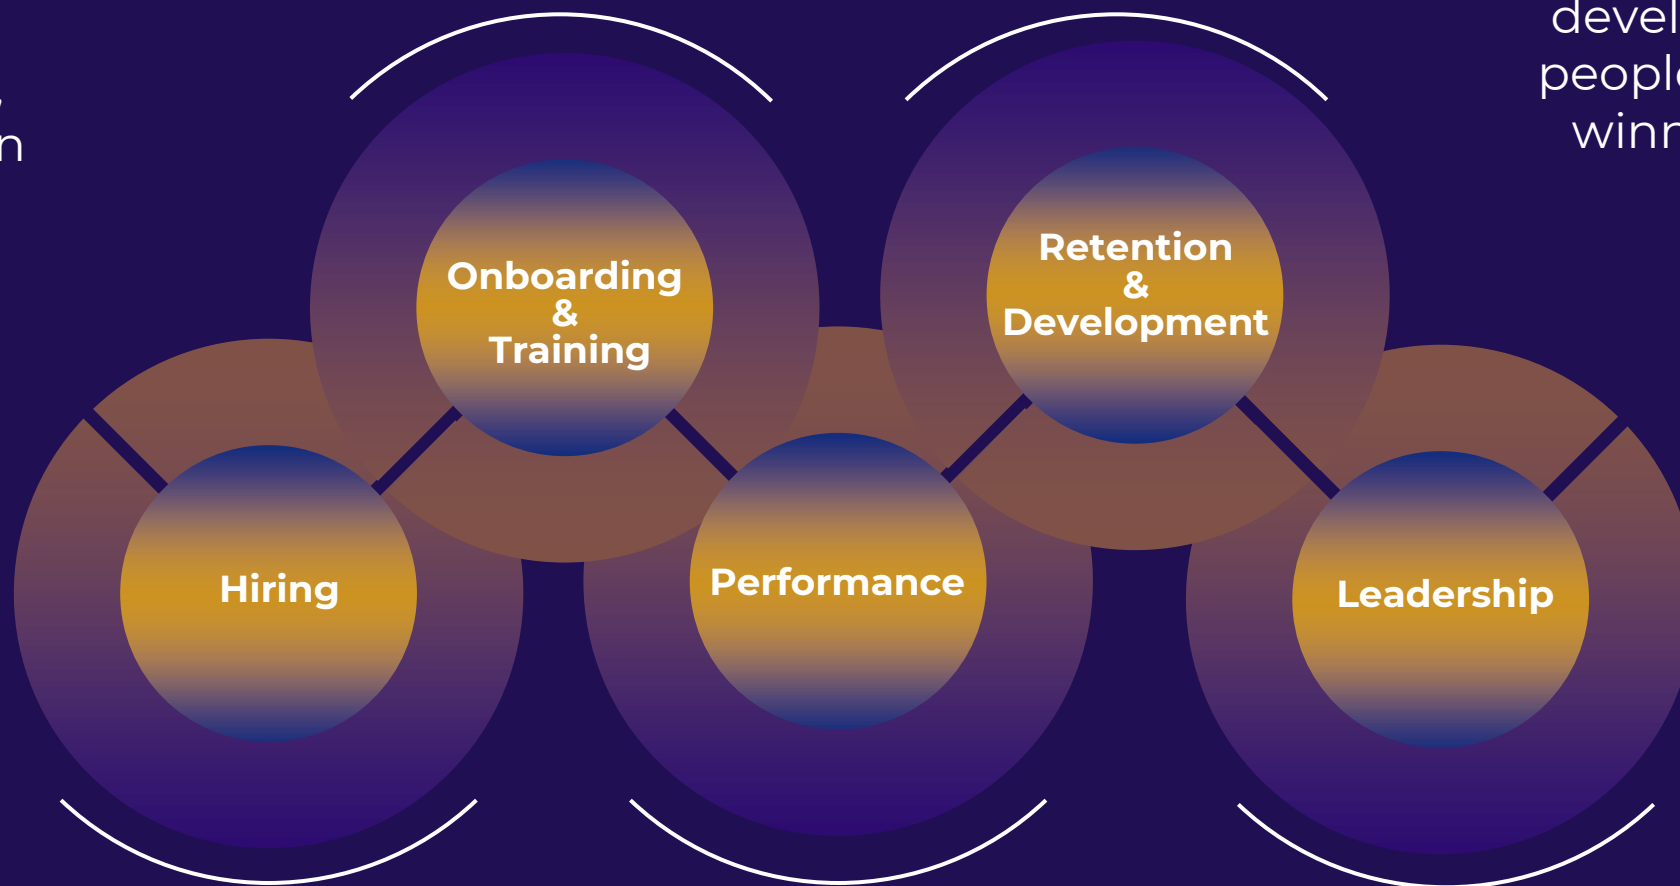 Onboarding
&
Training
Retention
&
Development
Hiring
Performance
Leadership